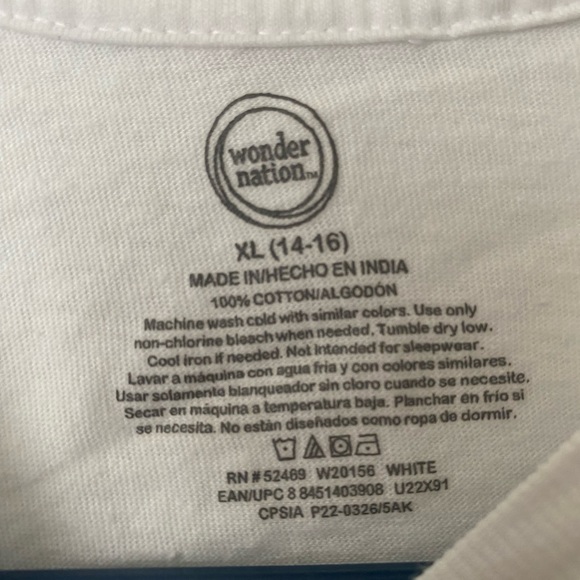 wonder
nation™
XL (14-16)
MADE IN/HECHO EN INDIA
100% COTTON/ALGODÓN
Machine wash cold with similar colors. Use only
non-chlorine bleach when needed. Tumble dry low.
Cool iron if needed. Not intended for sleepwear.
Lavar a máquina con agua fria y con colores similares.
Usar solamente blanqueador sin cloro cuando se necesite.
Secar en máquina a temperatura baja. Planchar en frío si
se necesita. No están diseñados como ropa de dormir.
RN # 52469 W20156 WHITE
EAN/UPC 8 8451403908 U22X91
CPSIA P22-0326/5AK